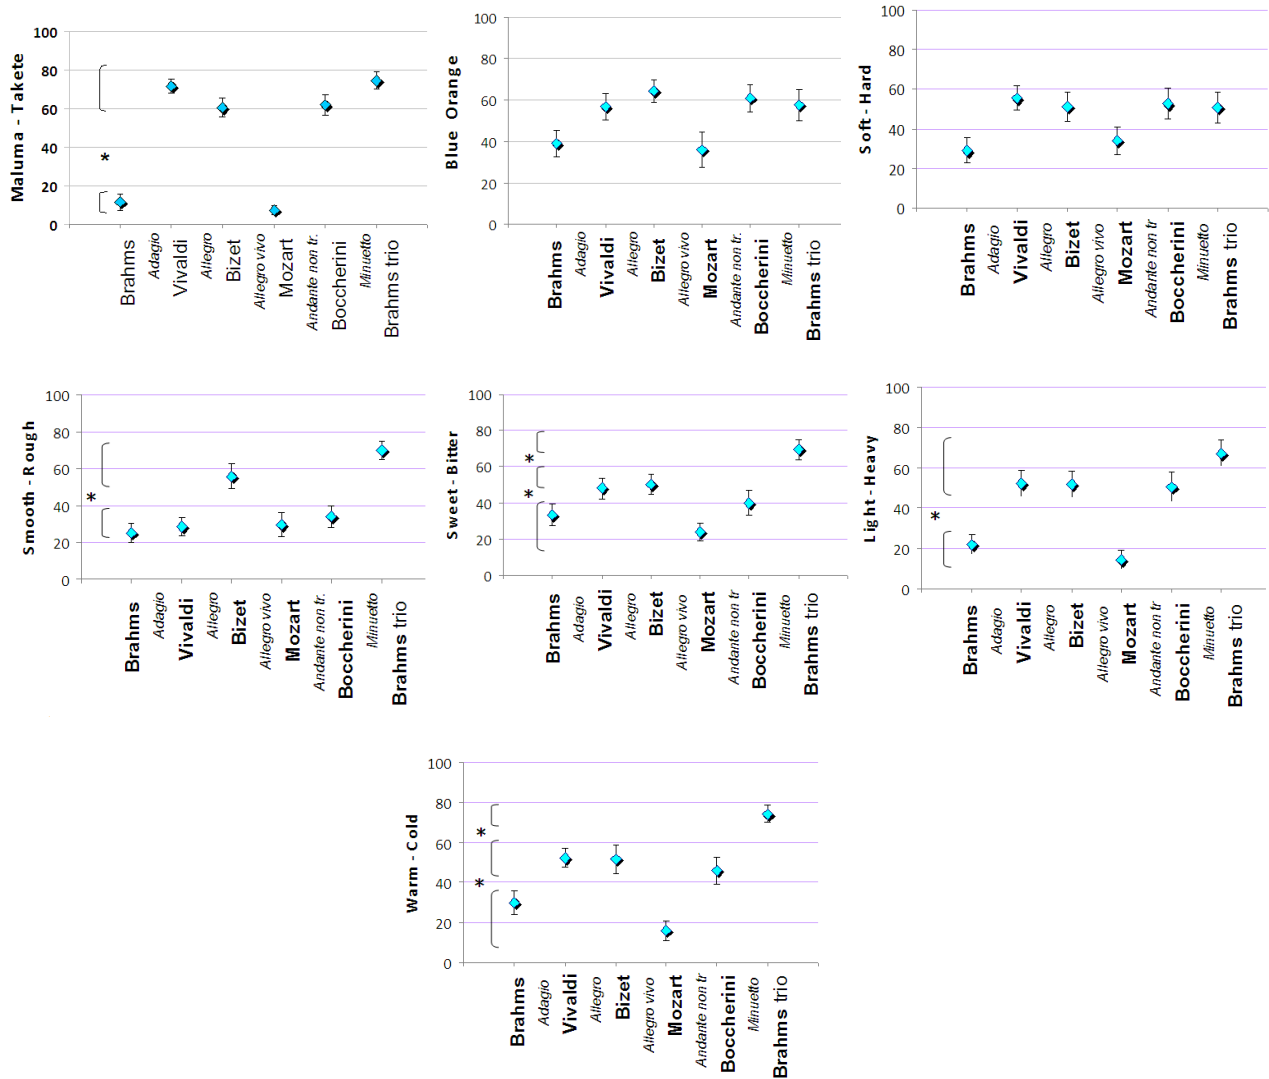 Maluma - Takete
100
80
60
40
20
0
*
Brahms
Adagio
Vivaldi
Allegro
Bizet
Allegro vivo
Mozart
Andante non tr.
Boccherini
Minuetto
Brahms trio
Blue Orange
100
80
60
40
20
0
Brahms
Adagio
Vivaldi
Allegro
Bizet
Allegro vivo
Mozart
Andante non tr.
Boccherini
Minuetto
Brahms trio
Soft - Hard
100
80
60
40
20
0
Brahms
Adagio
Vivaldi
Allegro
Bizet
Allegro vivo
Mozart
Andante non tr
Boccherini
Minuetto
Brahms trio
Smooth - Rough
100
80
60
40
20
0
*
Brahms
Adagio
Vivaldi
Allegro
Bizet
Allegro vivo
Mozart
Andante non tr.
Boccherini
Minuetto
Brahms trio
Sweet - Bitter
100
80
60
40
20
0
*
*
Brahms
Adagio
Vivaldi
Allegro
Bizet
Allegro vivo
Mozart
Andante non tr
Boccherini
Minuetto
Brahms trio
Light - Heavy
100
80
60
40
20
0
*
Brahms
Adagio
Vivaldi
Allegro
Bizet
Allegro vivo
Mozart
Andante non tr
Boccherini
Minuetto
Brahms trio
Warm - Cold
100
80
60
40
20
0
*
*
Brahms
Adagio
Vivaldi
Allegro
Bizet
Allegro vivo
Mozart
Andante non tr
Boccherini
Minuetto
Brahms trio